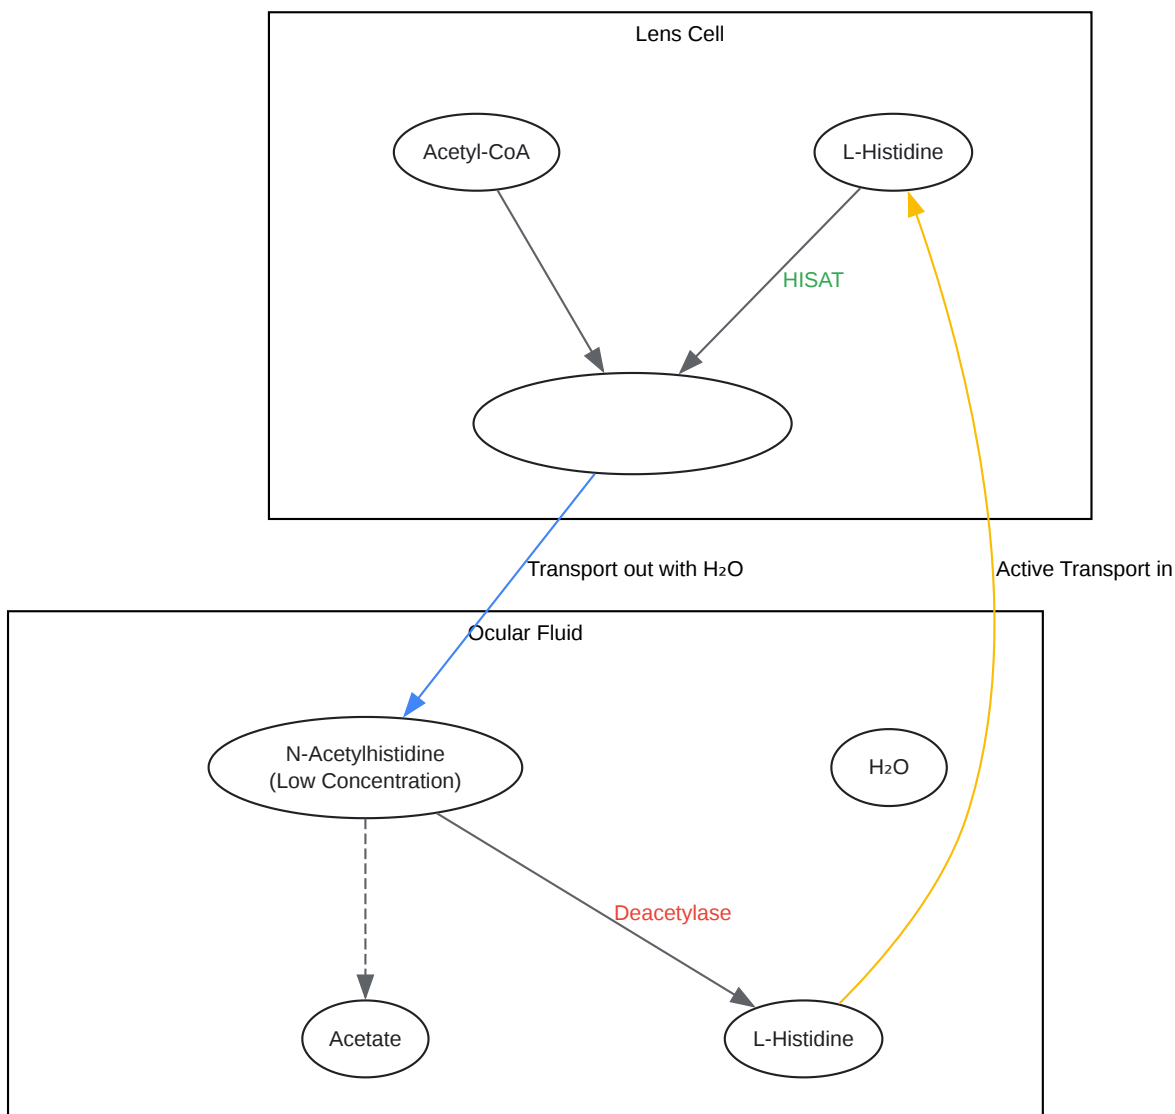 Lens Cell
Acetyl-CoA
L-Histidine
HISAT
Transport out with H₂O
Active Transport in
Ocular Fluid
N-Acetylhistidine
(Low Concentration)
H₂O
Deacetylase
Acetate
L-Histidine